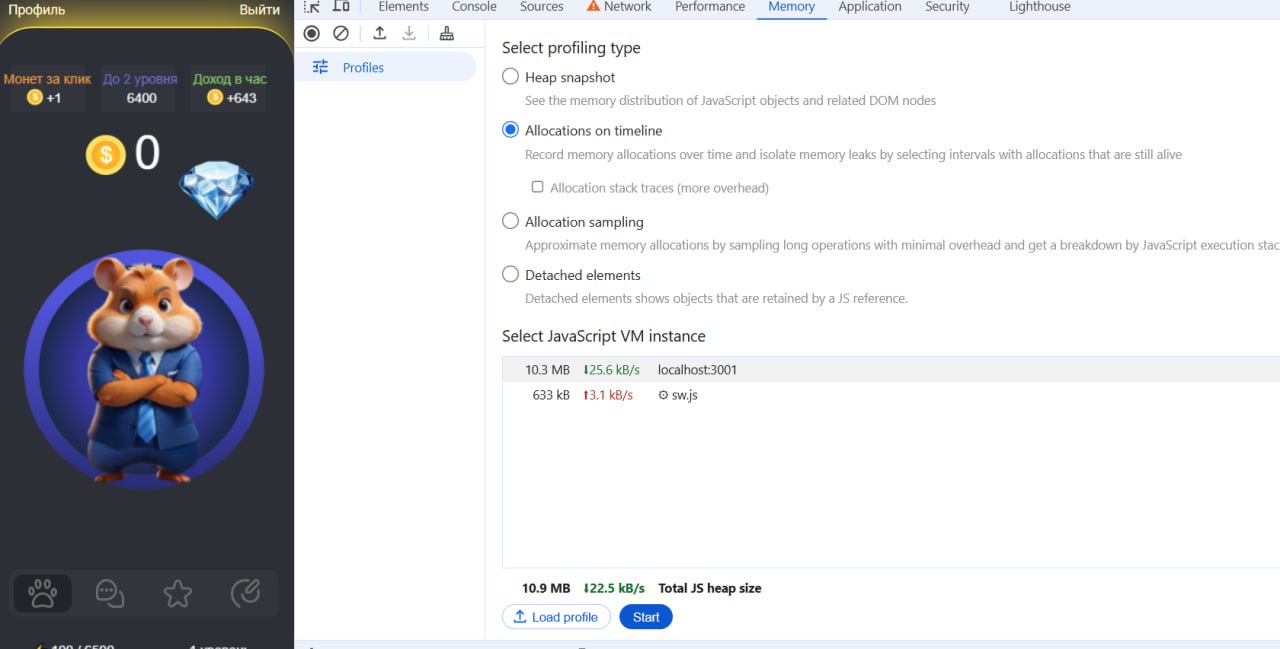 Профиль
Выйти
Монет за клик
+1
До 2 уровня
6400
Доход в час
+643
0
100 / 6500
1 уровень
Elements
Console
Sources
Network
Performance
Memory
Application
Security
Lighthouse
Profiles
Select profiling type
Heap snapshot
See the memory distribution of JavaScript objects and related DOM nodes
Allocations on timeline
Record memory allocations over time and isolate memory leaks by selecting intervals with allocations that are still alive
Allocation stack traces (more overhead)
Allocation sampling
Approximate memory allocations by sampling long operations with minimal overhead and get a breakdown by JavaScript execution stac
Detached elements
Detached elements shows objects that are retained by a JS reference.
Select JavaScript VM instance
10.3 MB ⬇25.6 kB/s localhost:3001
633 kB ⬆3.1 kB/s sw.js
10.9 MB ⬇22.5 kB/s Total JS heap size
Load profile
Start